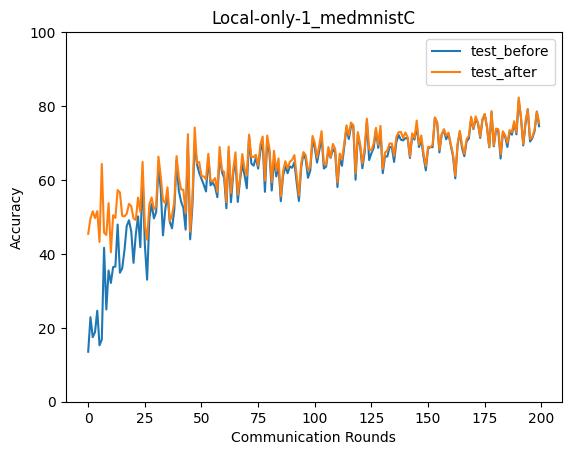 Local-only-1_medmnistC
test_before
test_after
100
80
60
40
20
0
Accuracy
0 25 50 75 100 125 150 175 200
Communication Rounds